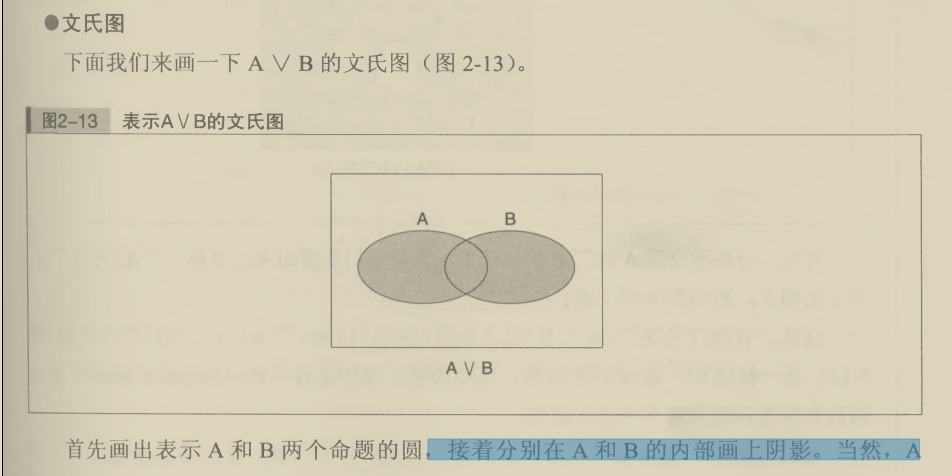 ●文氏图
下面我们来画一下 A ∨ B 的文氏图（图 2-13）。
图2-13 表示A∨B的文氏图
A B
A ∨ B
首先画出表示 A 和 B 两个命题的圆，接着分别在 A 和 B 的内部画上阴影。当然，A